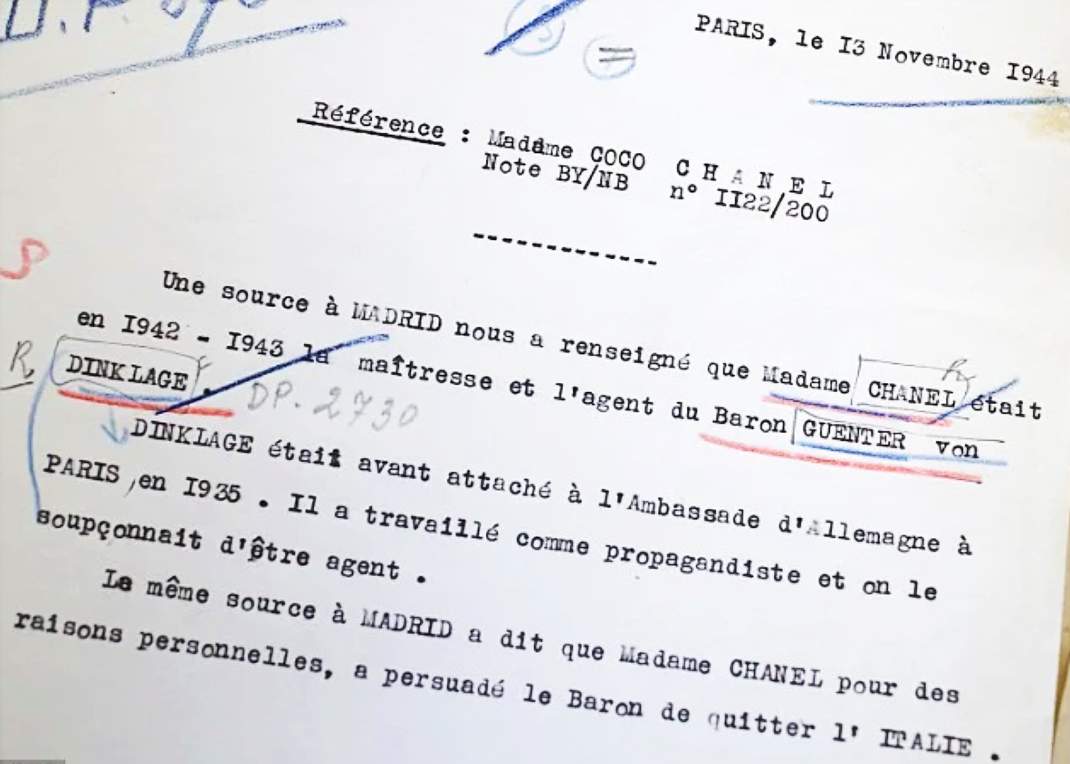 PARIS, le I3 Novembre I944
Référence : Madame COCO C H A N E L
Note BY/NB n° II22/200
-------------
S
Une source à MADRID nous a renseigné que Madame CHANEL était
R
en I942 - I943 la maîtresse et l'agent du Baron GUENTER von
R
DINKLAGE .
DP. 2730
DINKLAGE était avant attaché à l'Ambassade d'Allemagne à
PARIS ,en I935 . Il a travaillé comme propagandiste et on le
soupçonnait d'être agent .
La même source à MADRID a dit que Madame CHANEL pour des
raisons personnelles, a persuadé le Baron de quitter l' ITALIE .